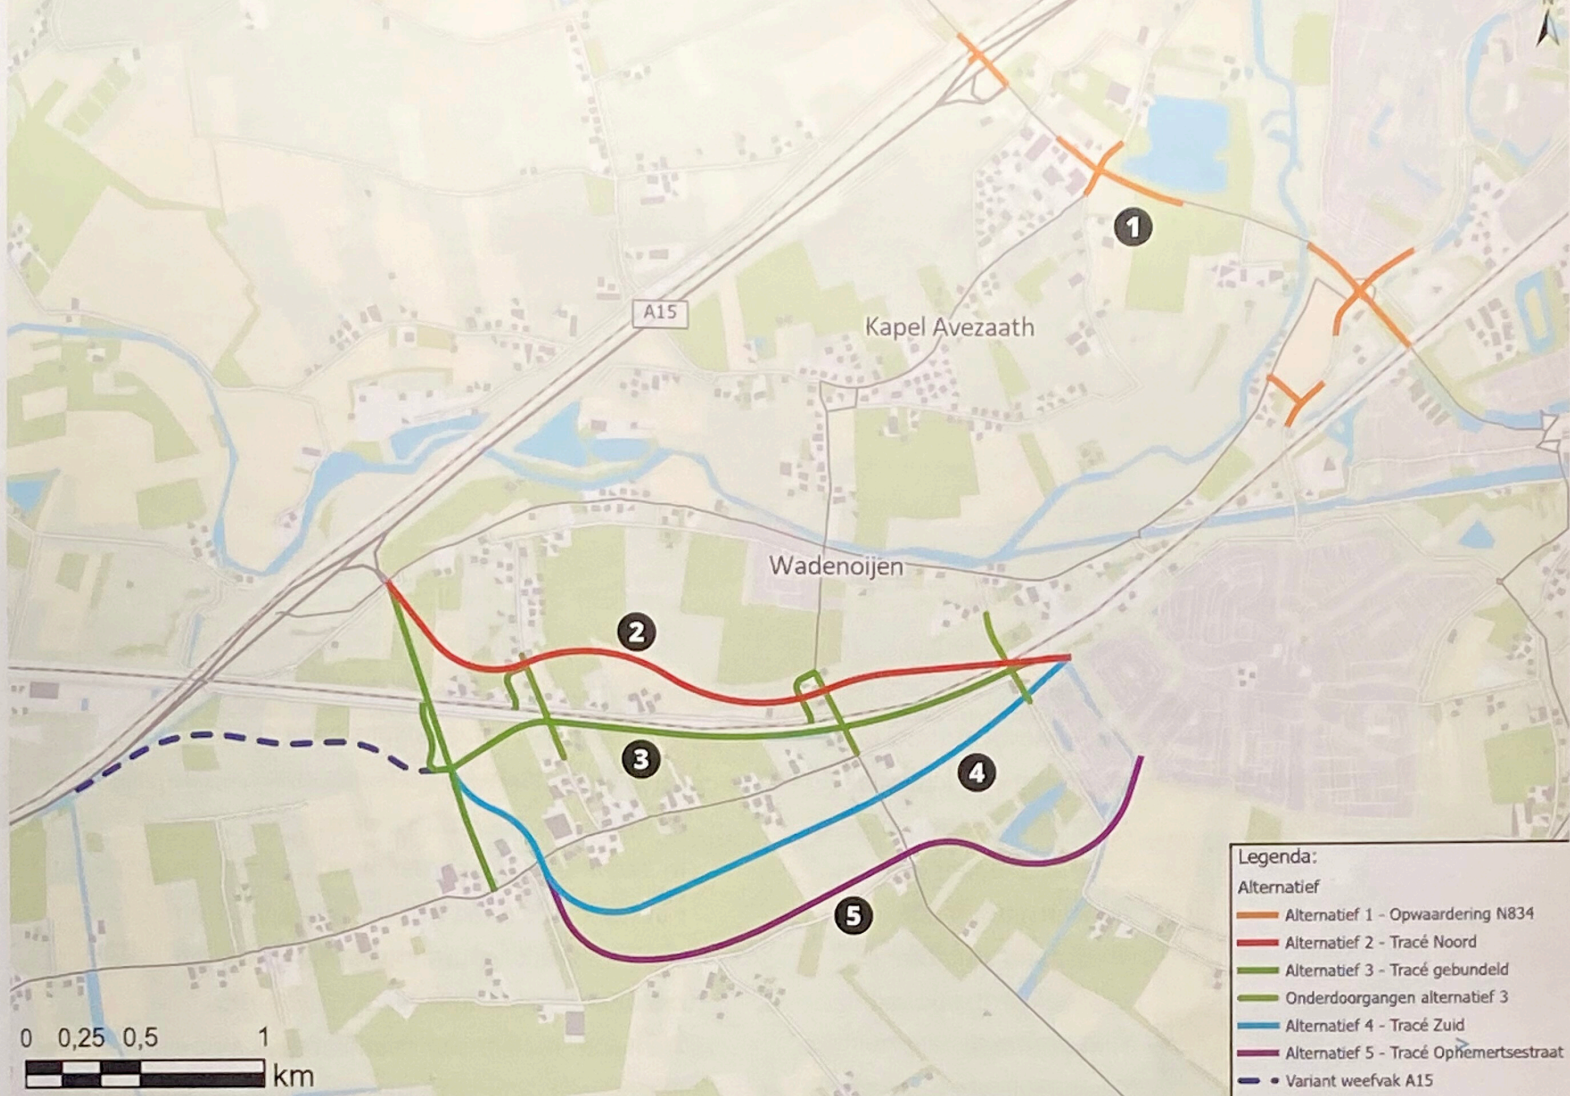 N
1
A15
Kapel Avezaath
Wadenoijen
2
3
4
5
Legenda:
Alternatief
Alternatief 1 - Opwaardering N834
Alternatief 2 - Tracé Noord
Alternatief 3 - Tracé gebundeld
Onderdoorgangen alternatief 3
Alternatief 4 - Tracé Zuid
Alternatief 5 - Tracé Ophemertsestraat
Variant weefvak A15
0 0,25 0,5 1
km